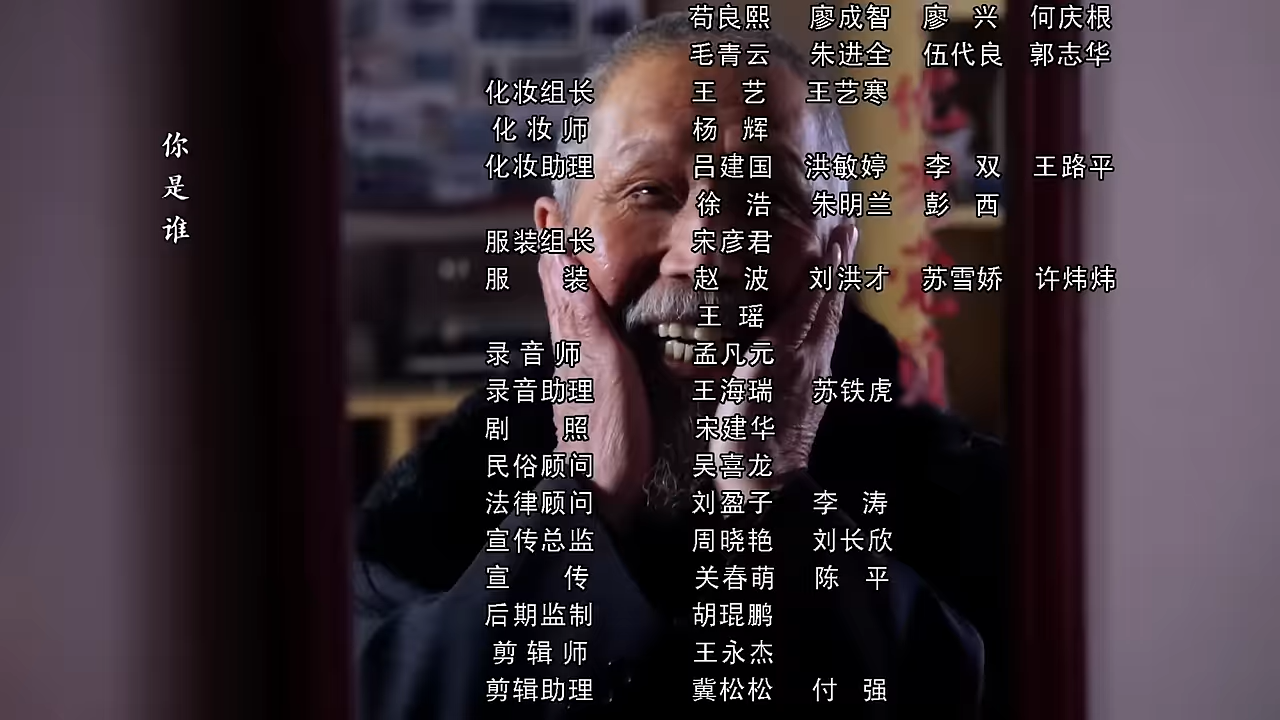 苟良熙 廖成智 廖兴 何庆根
毛青云 朱进全 伍代良 郭志华
化妆组长 王艺 王艺寒
化妆师 杨辉
化妆助理 吕建国 洪敏婷 李双 王路平
徐浩 朱明兰 彭西
服装组长 宋彦君
服装 赵波 刘洪才 苏雪娇 许炜炜
王瑶
录音师 孟凡元
录音助理 王海瑞 苏铁虎
剧照 宋建华
民俗顾问 吴喜龙
法律顾问 刘盈子 李涛
宣传总监 周晓艳 刘长欣
宣传 关春萌 陈平
后期监制 胡琨鹏
剪辑师 王永杰
剪辑助理 冀松松 付强
你是谁